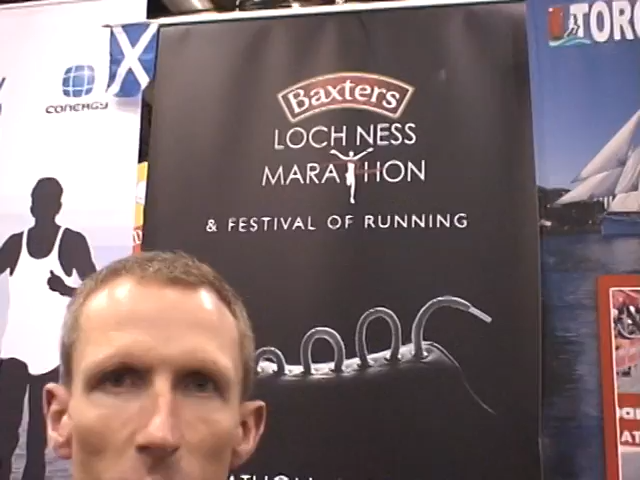 CONERGY
Baxters
LOCH NESS
MARATHON
& FESTIVAL OF RUNNING
TORO